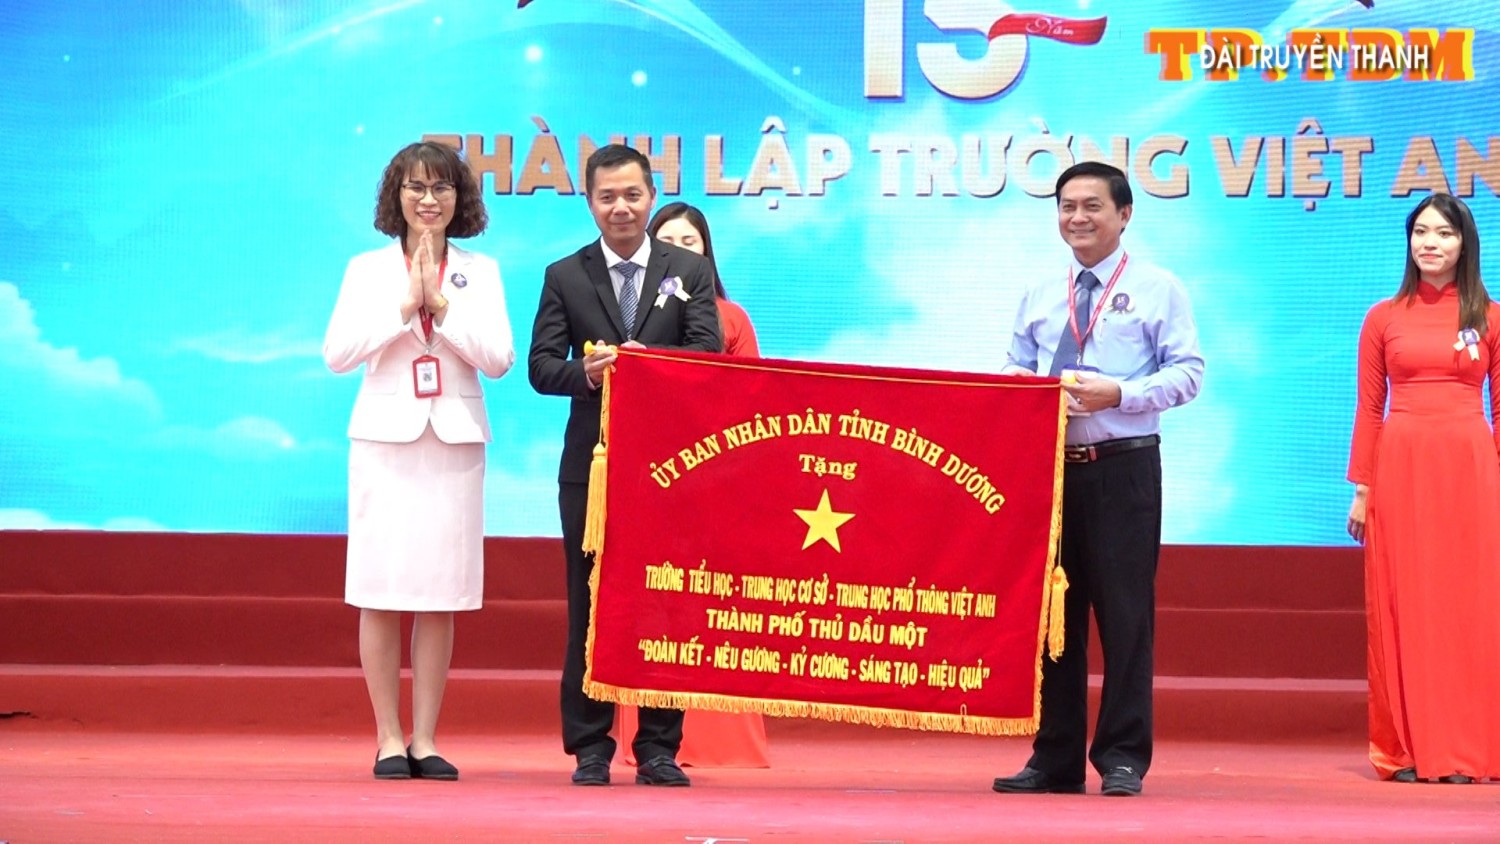 15
Năm
TP.TDM
ĐÀI TRUYỀN THANH
THÀNH LẬP TRƯỜNG VIỆT AN
ỦY BAN NHÂN DÂN TỈNH BÌNH DƯƠNG
Tặng
TRƯỜNG TIỂU HỌC - TRUNG HỌC CƠ SỞ - TRUNG HỌC PHỔ THÔNG VIỆT ANH
THÀNH PHỐ THỦ DẦU MỘT
“ĐOÀN KẾT - NÊU GƯƠNG - KỶ CƯƠNG - SÁNG TẠO - HIỆU QUẢ”